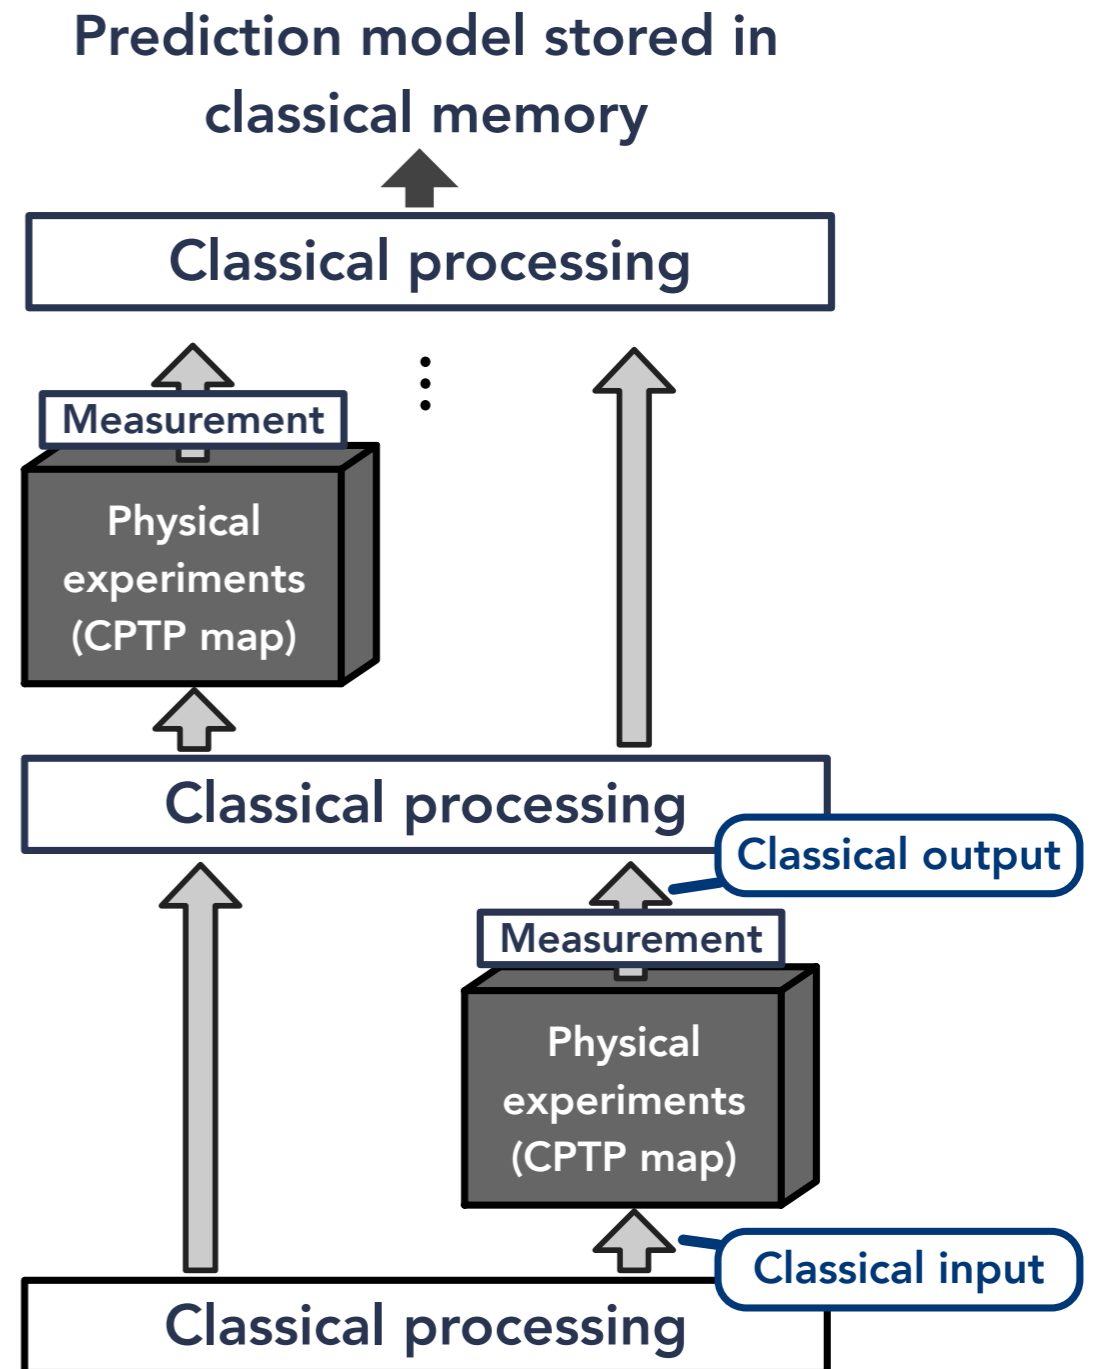 Prediction model stored in
classical memory
Classical processing
Measurement
Physical
experiments
(CPTP map)
Classical processing
Classical output
Measurement
Physical
experiments
(CPTP map)
Classical input
Classical processing